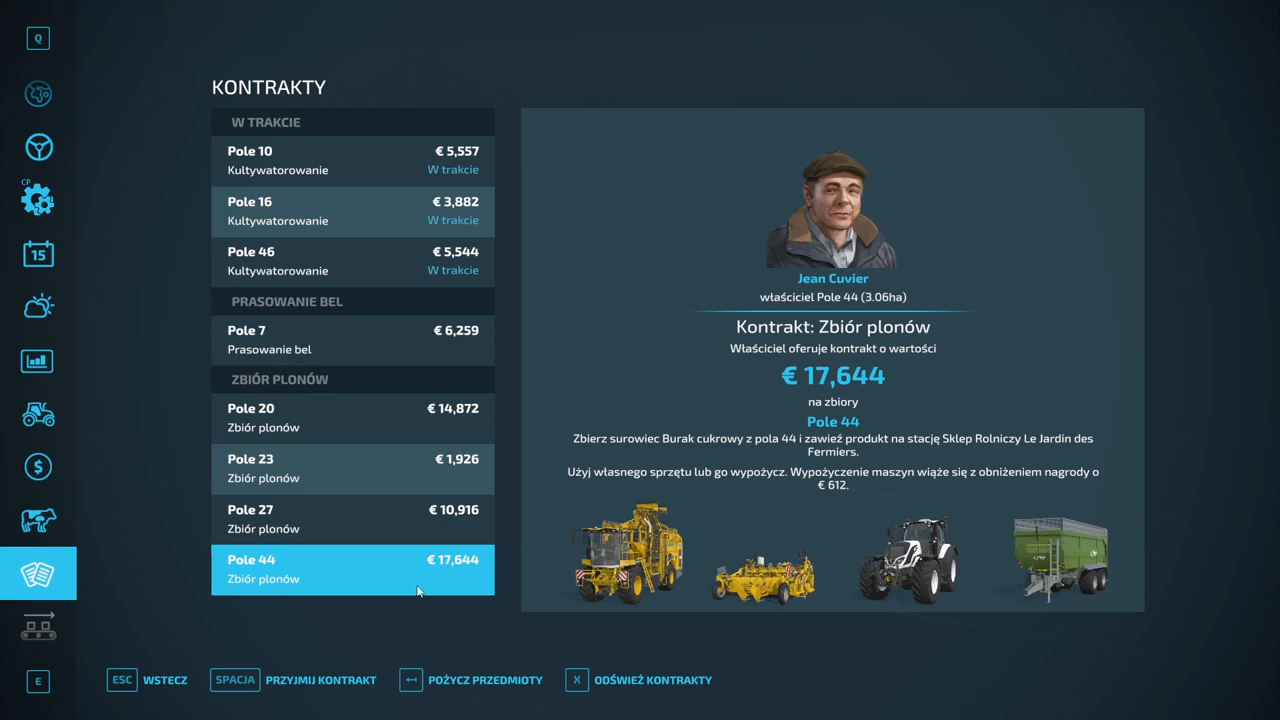 Q
KONTRAKTY
W TRAKCIE
Pole 10 € 5,557
Kultywatorowanie W trakcie
Pole 16 € 3,882
Kultywatorowanie W trakcie
Pole 46 € 5,544
Kultywatorowanie W trakcie
PRASOWANIE BEL
Pole 7 € 6,259
Prasowanie bel
ZBIÓR PLONÓW
Pole 20 € 14,872
Zbiór plonów
Pole 23 € 1,926
Zbiór plonów
Pole 27 € 10,916
Zbiór plonów
Pole 44 € 17,644
Zbiór plonów
Jean Cuvier
właściciel Pole 44 (3.06ha)
Kontrakt: Zbiór plonów
Właściciel oferuje kontrakt o wartości
€ 17,644
na zbiory
Pole 44
Zbierz surowiec Burak cukrowy z pola 44 i zawieź produkt na stację Sklep Rolniczy Le Jardin des
Fermiers.
Użyj własnego sprzętu lub go wypożycz. Wypożyczenie maszyn wiąże się z obniżeniem nagrody o
€ 612.
CP
15
$
E
ESC WSTECZ SPACJA PRZYJMIJ KONTRAKT POŻYCZ PRZEDMIOTY X ODŚWIEŻ KONTRAKTY